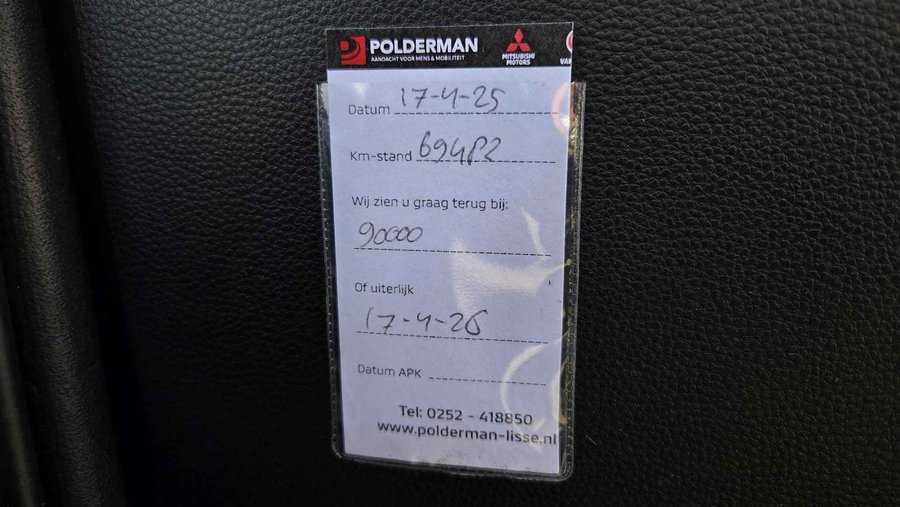 POLDERMAN
AANDACHT VOOR MENS & MOBILITEIT
MITSUBISHI
MOTORS
VAN
Datum 17-4-25
Km-stand
Wij zien u graag terug bij:
90000
Of uiterlijk
17-4-26
Datum APK
Tel: 0252 - 418850
www.polderman-lisse.nl